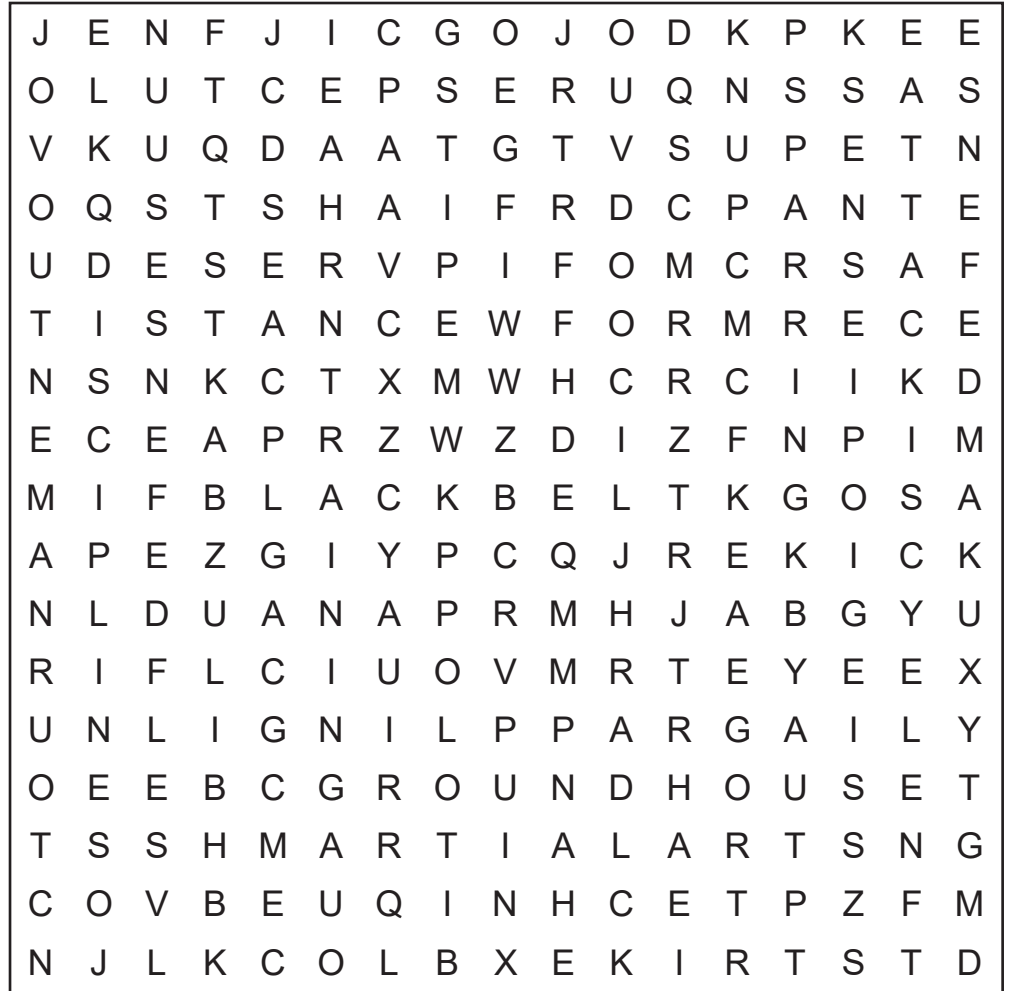 J E N F J I C G O J O D K P K E E
O L U T C E P S E R U Q N S S A S
V K U Q D A A T G T V S U P E T N
O Q S T S H A I F R D C P A N T E
U D E S E R V P I F O M C R S A F
T I S T A N C E W F O R M R E C E
N S N K C T X M W H C R C I I K D
E C E A P R Z W Z D I Z F N P I M
M I F B L A C K B E L T K G O S A
A P E Z G I Y P C Q J R E K I C K
N L D U A N A P R M H J A B G Y U
R I F L C I U O V M R T E Y E E X
U N L I G N I L P P A R G A I L Y
O E E B C G R O U N D H O U S E T
T S S H M A R T I A L A R T S N G
C O V B E U Q I N H C E T P Z F M
N J L K C O L B X E K I R T S T D